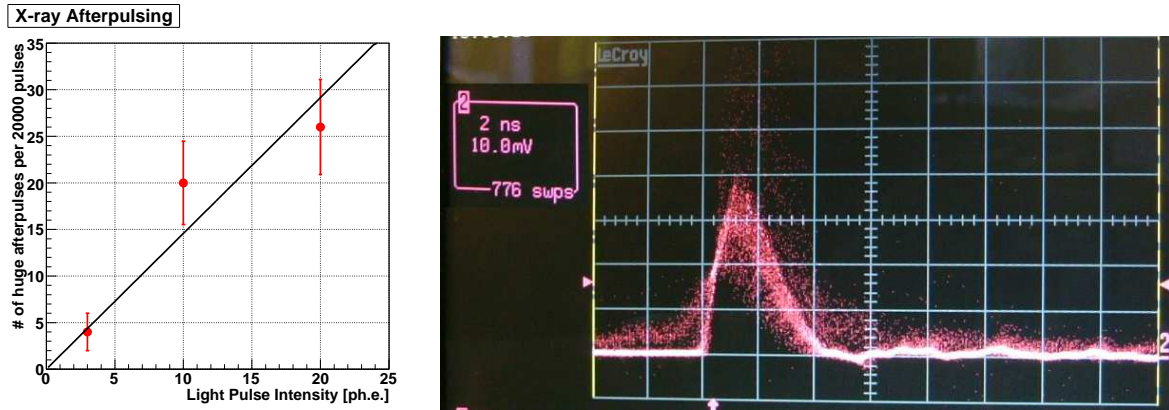 X-ray Afterpulsing
# of huge afterpulses per 20000 pulses
35
30
25
20
15
10
5
0
0 5 10 15 20 25
Light Pulse Intensity [ph.e.]
LeCroy
2
2 ns
10.0mV
776 swps
2